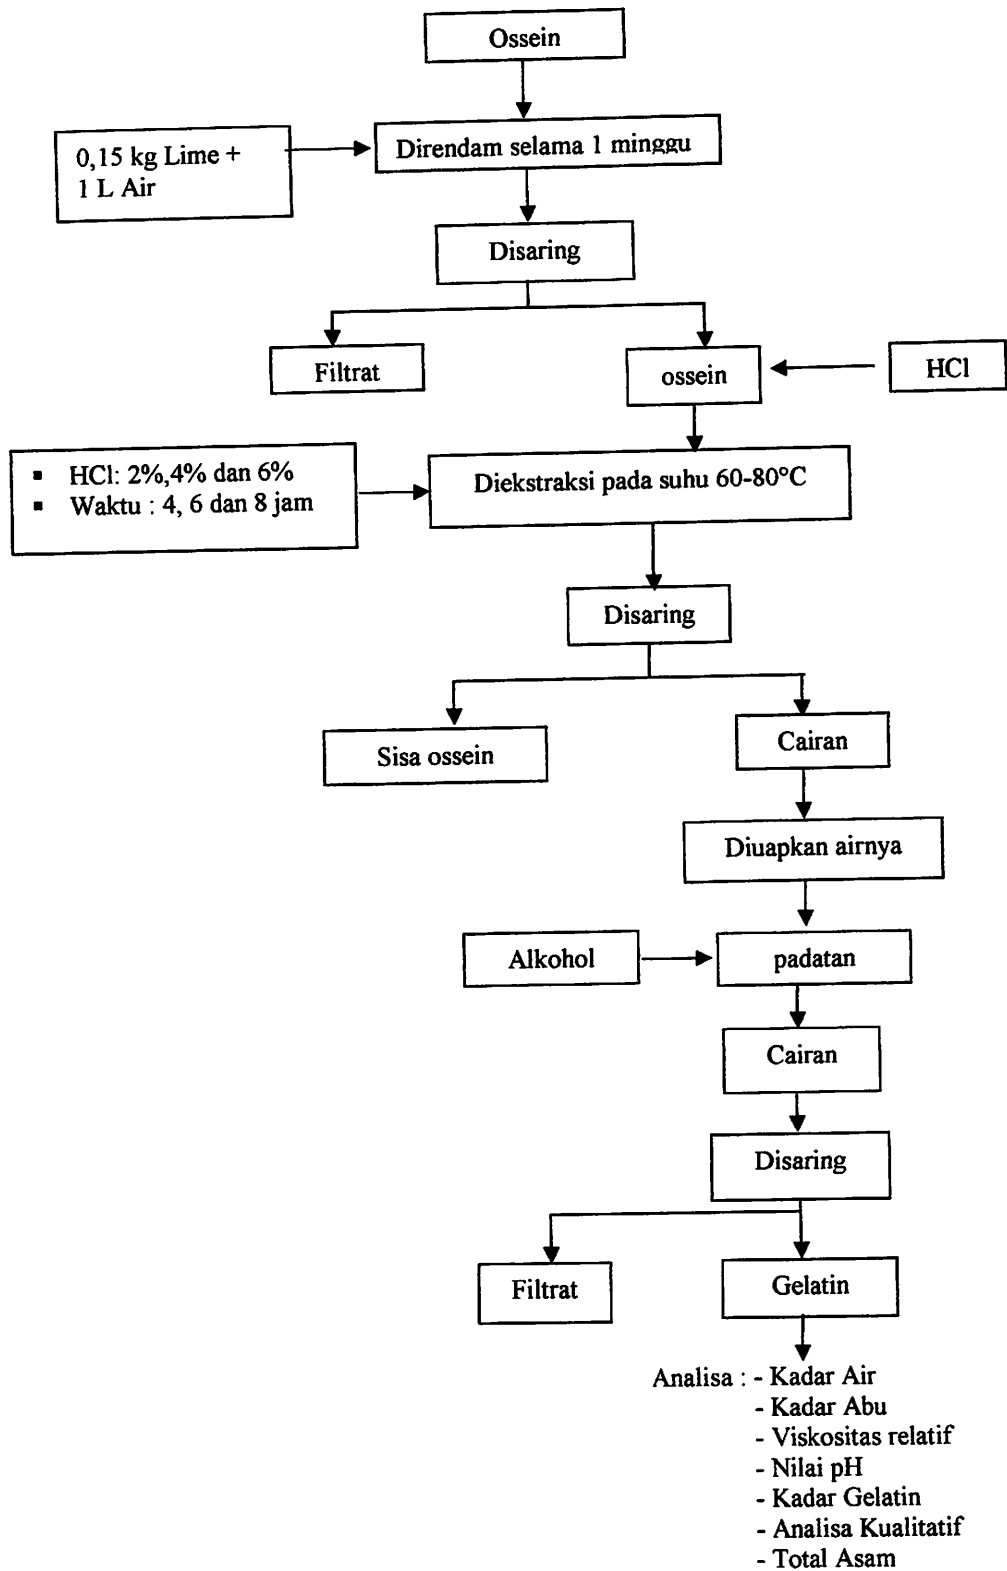 Ossein
0,15 kg Lime +
1 L Air
Direndam selama 1 minggu
Disaring
Filtrat
ossein
HCl
▪ HCl: 2%,4% dan 6%
▪ Waktu : 4, 6 dan 8 jam
Diekstraksi pada suhu 60-80°C
Disaring
Sisa ossein
Cairan
Diuapkan airnya
Alkohol
padatan
Cairan
Disaring
Filtrat
Gelatin
Analisa : - Kadar Air
- Kadar Abu
- Viskositas relatif
- Nilai pH
- Kadar Gelatin
- Analisa Kualitatif
- Total Asam